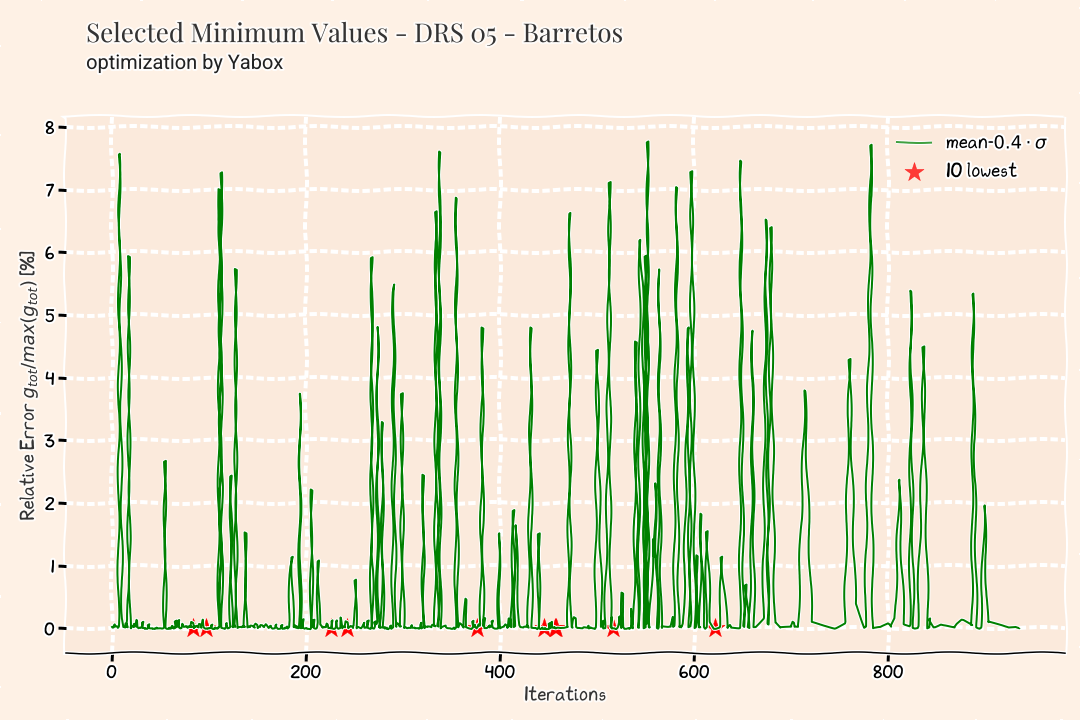 Selected Minimum Values - DRS 05 - Barretos
optimization by Yabox
mean-0.4 · σ
10 lowest
8
7
6
5
4
3
2
1
0
Relative Error g_tot/max(g_tot) [%]
0 200 400 600 800
Iterations